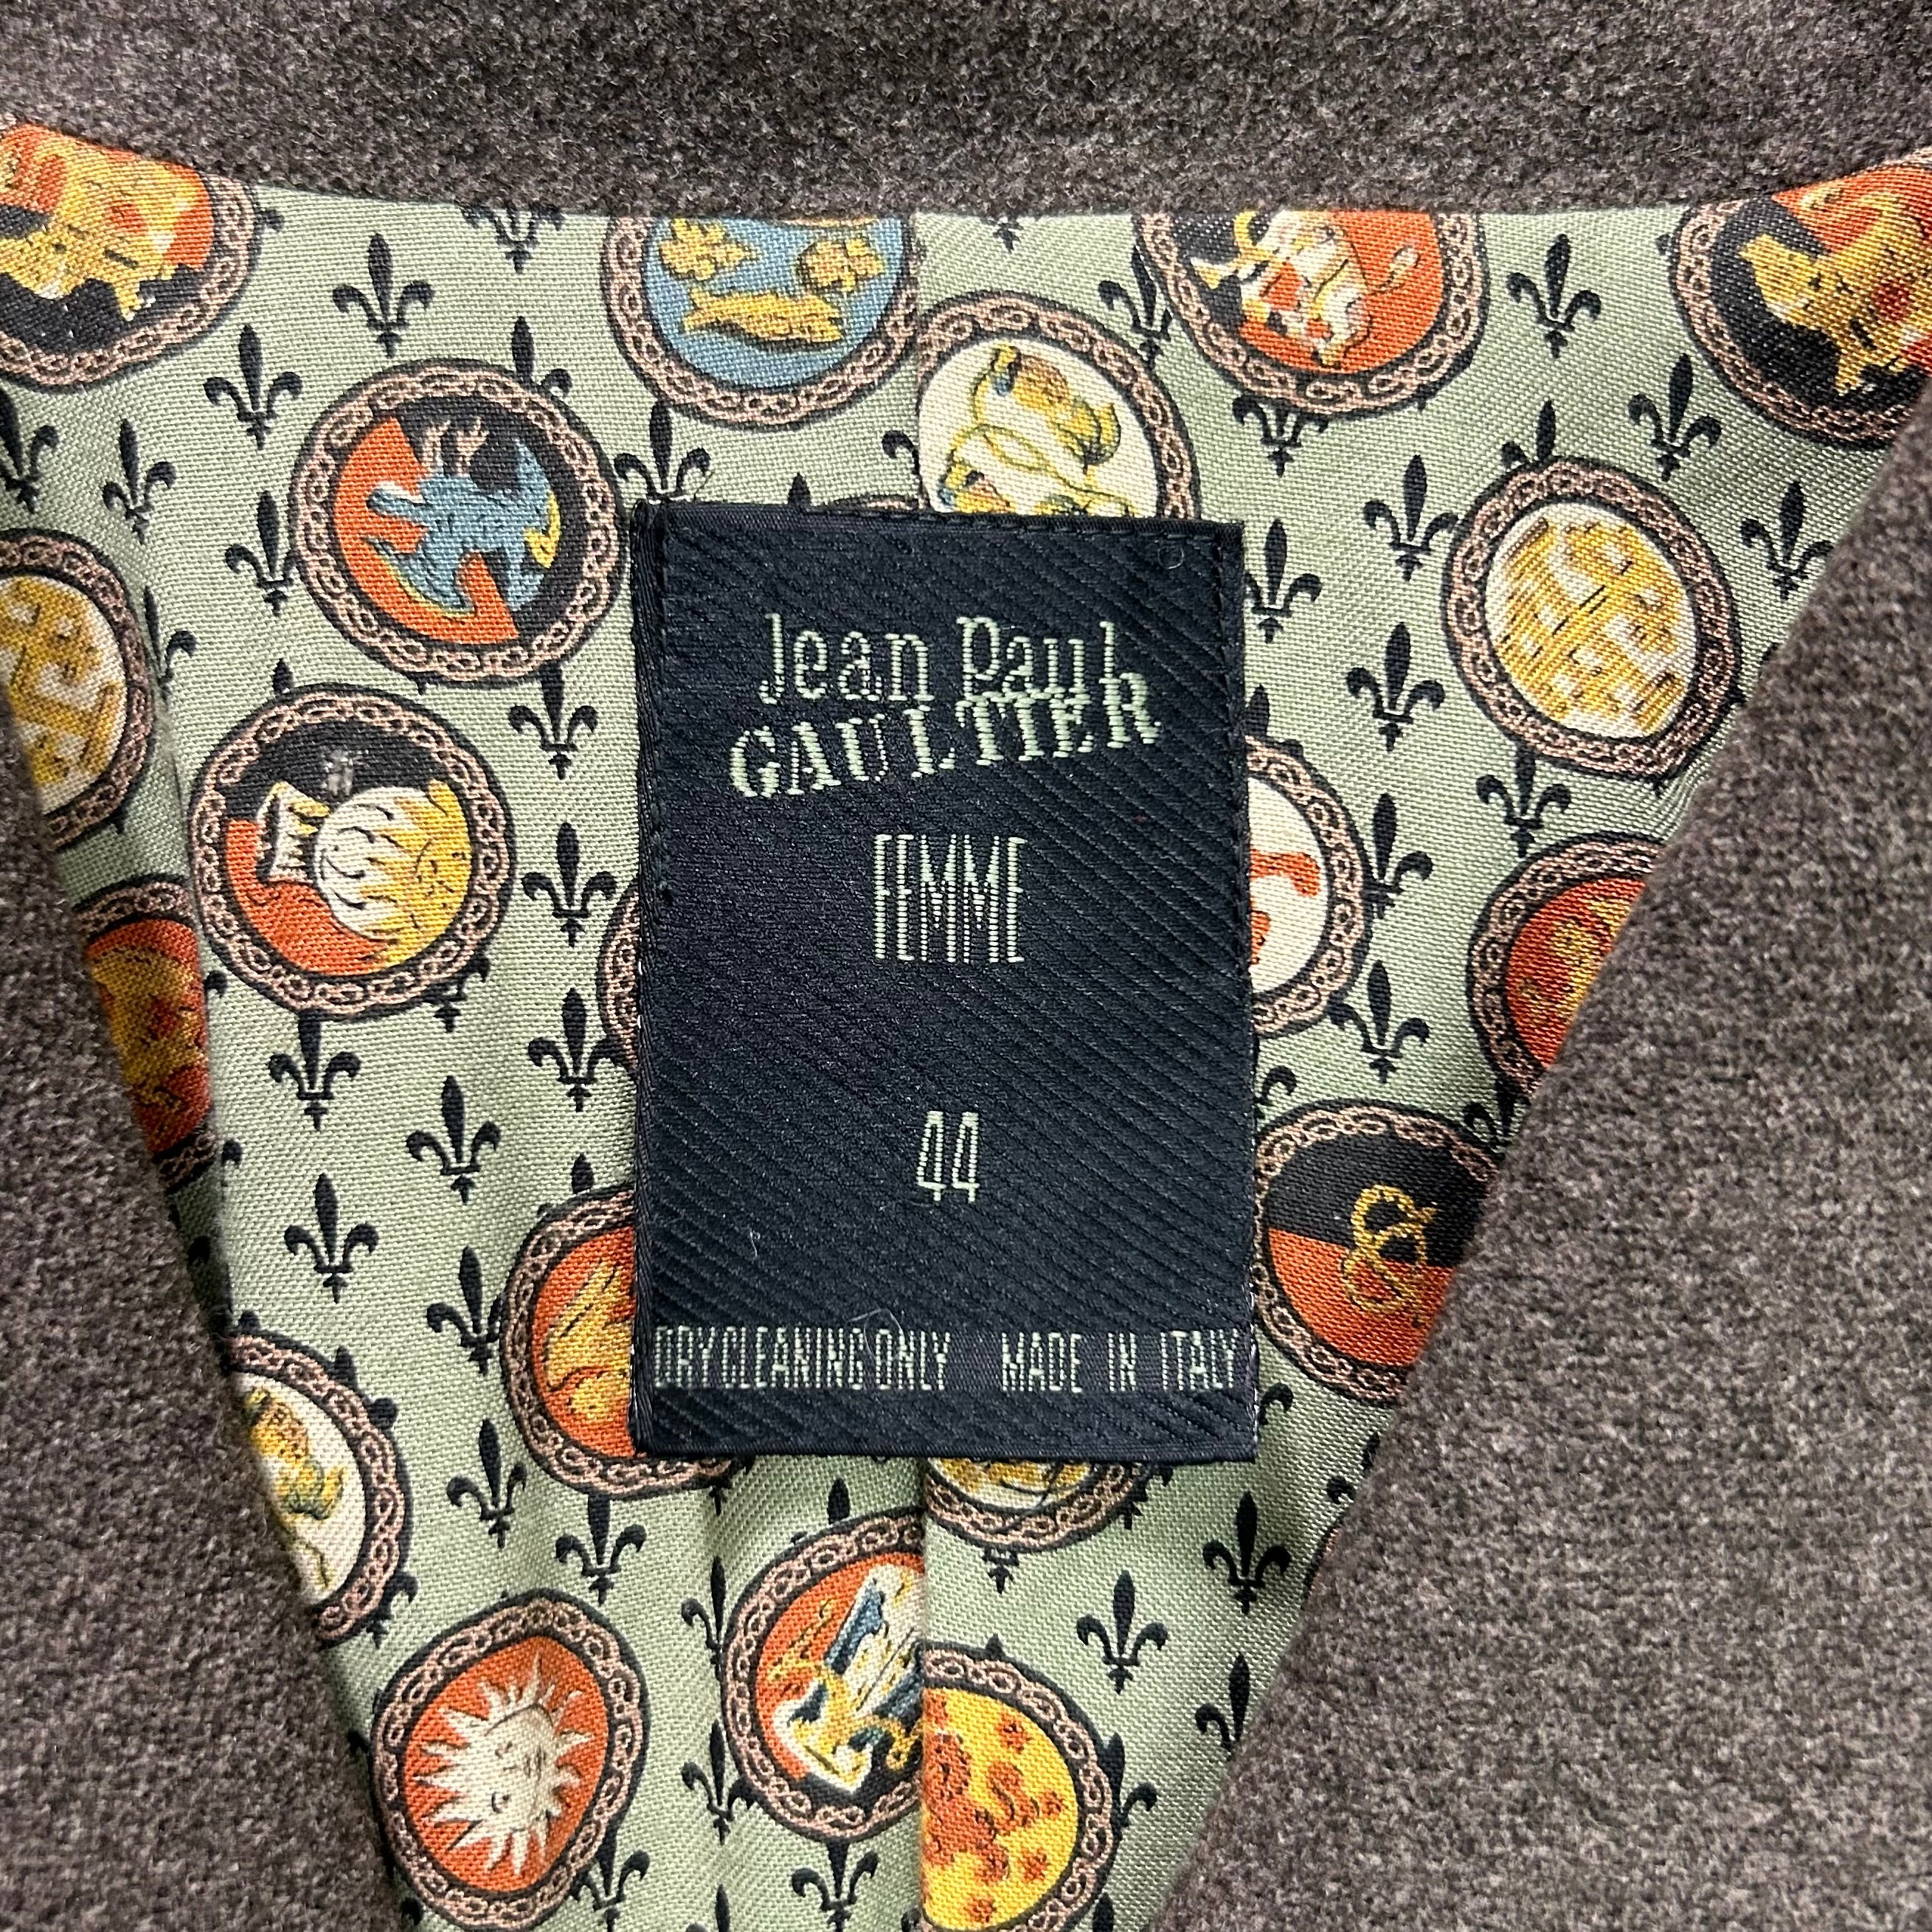 Jean Paul
GAULTIER
FEMME
44
DRY CLEANING ONLY MADE IN ITALY